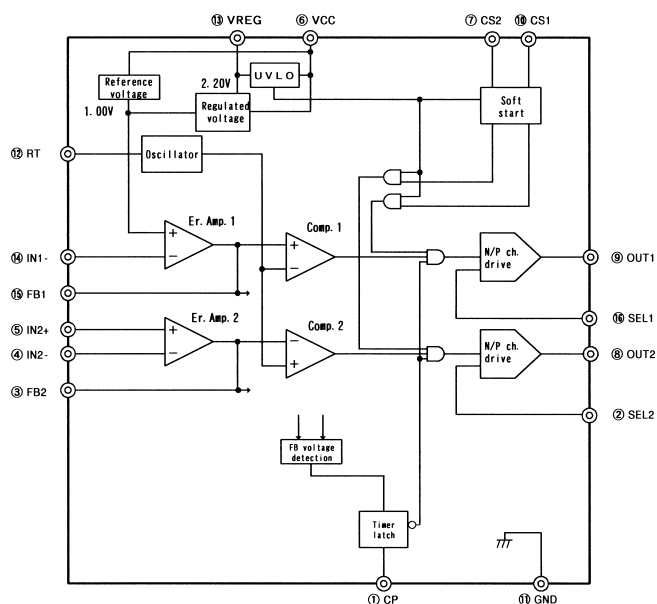 ⑬ VREG
⑥ VCC
⑦ CS2
⑩ CS1
UVLO
Reference
voltage
2.20V
1.00V
Regulated
voltage
Soft
start
⑫ RT
Oscillator
Er. Amp. 1
Comp. 1
N/P ch.
drive
+
−
+
−
⑭ IN1-
⑨ OUT1
⑮ FB1
⑯ SEL1
⑤ IN2+
Er. Amp. 2
Comp. 2
N/P ch.
drive
+
−
−
+
④ IN2-
⑧ OUT2
③ FB2
② SEL2
FB voltage
detection
Timer
latch
① CP
⑪ GND